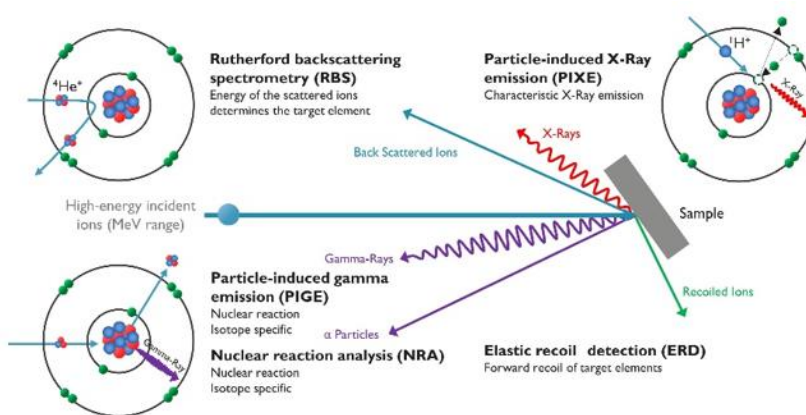 ⁴He⁺
Rutherford backscattering
spectrometry (RBS)
Energy of the scattered ions
determines the target element
Particle-induced X-Ray
emission (PIXE)
Characteristic X-Ray emission
¹H⁺
X-Ray
X-Rays
Back Scattered Ions
High-energy incident
ions (MeV range)
Sample
Gamma-Rays
Particle-induced gamma
emission (PIGE)
Nuclear reaction
Isotope specific
Gamma-Ray
α Particles
Recoiled Ions
Nuclear reaction analysis (NRA)
Nuclear reaction
Isotope specific
Elastic recoil detection (ERD)
Forward recoil of target elements